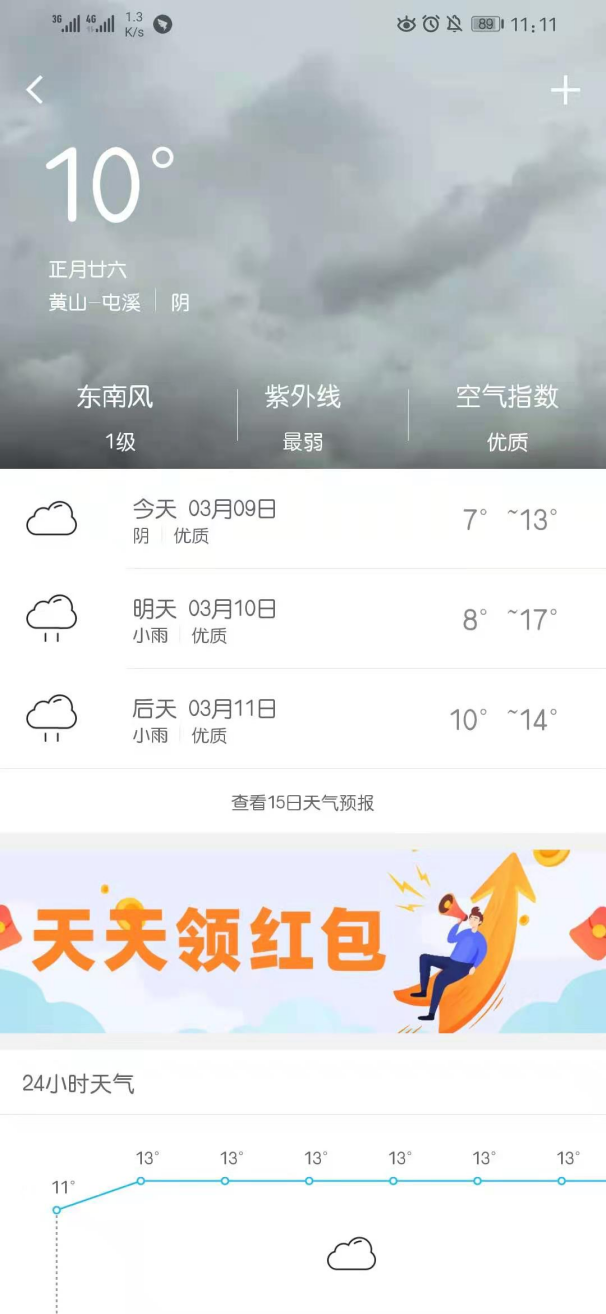 3G 4G 1.3 K/s 89 11:11
10°
正月廿六
黄山-屯溪 阴
东南风 紫外线 空气指数
1级 最弱 优质
今天 03月09日 7° ~13°
阴 优质
明天 03月10日 8° ~17°
小雨 优质
后天 03月11日 10° ~14°
小雨 优质
查看15日天气预报
天天领红包
24小时天气
13° 13° 13° 13° 13° 13°
11°